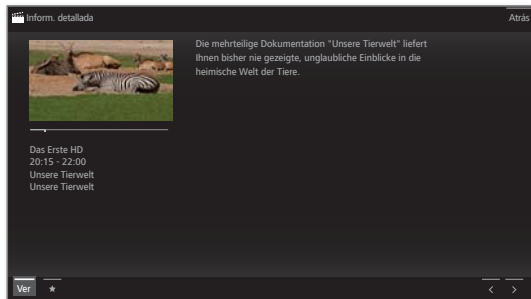 Inform. detallada
Atrás
Die mehrteilige Dokumentation "Unsere Tierwelt" liefert
Ihnen bisher nie gezeigte, unglaubliche Einblicke in die
heimische Welt der Tiere.
Das Erste HD
20:15 - 22:00
Unsere Tierwelt
Unsere Tierwelt
Ver